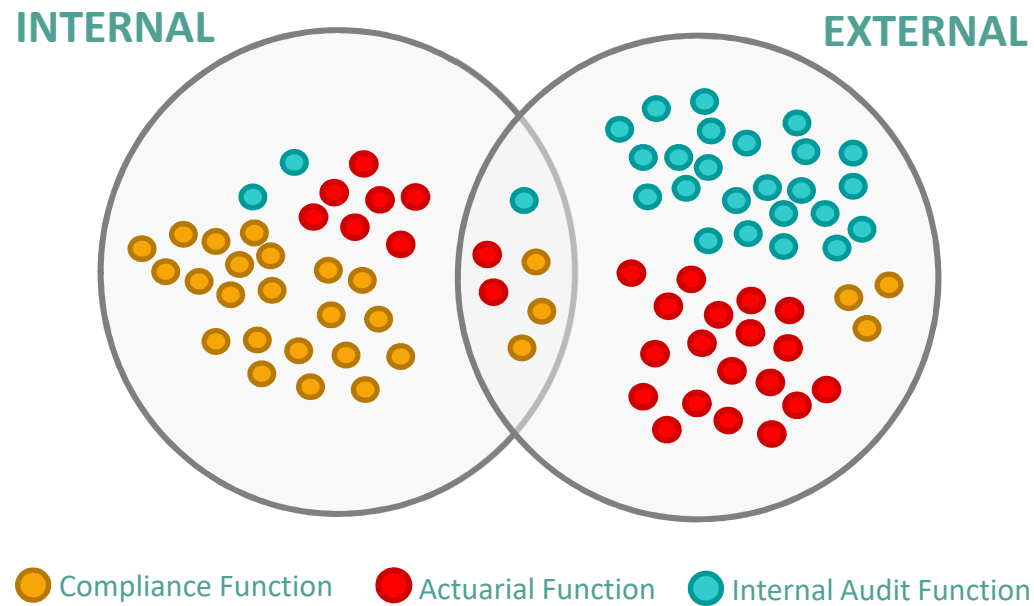 INTERNAL
EXTERNAL
Compliance Function
Actuarial Function
Internal Audit Function